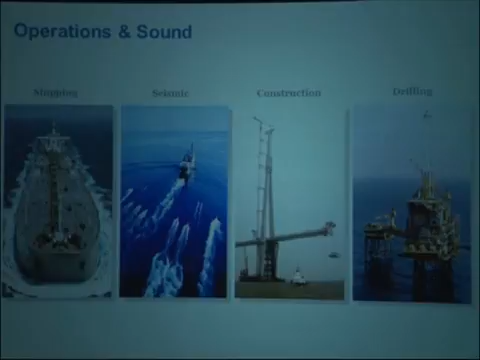 Operations & Sound
Shipping
Seismic
Construction
Drilling